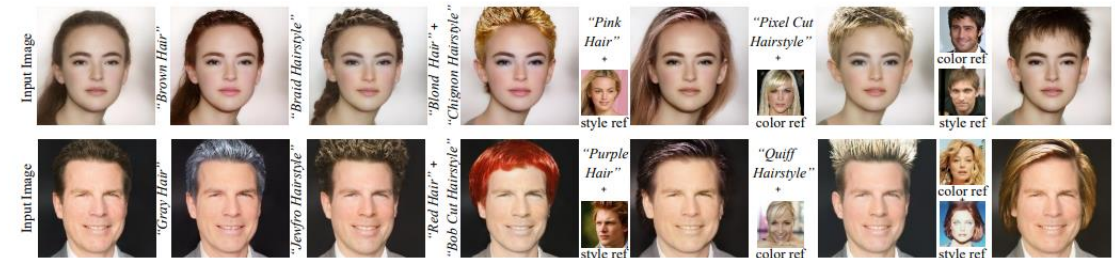 Input Image
"Brown Hair"
"Braid Hairstyle"
"Blond Hair" +
"Chignon Hairstyle"
"Pink
Hair"
+
style ref
"Pixel Cut
Hairstyle"
+
color ref
color ref
+
style ref
Input Image
"Gray Hair"
"Jewfro Hairstyle"
"Red Hair" +
"Bob Cut Hairstyle"
"Purple
Hair"
+
style ref
"Quiff
Hairstyle"
+
color ref
color ref
+
style ref